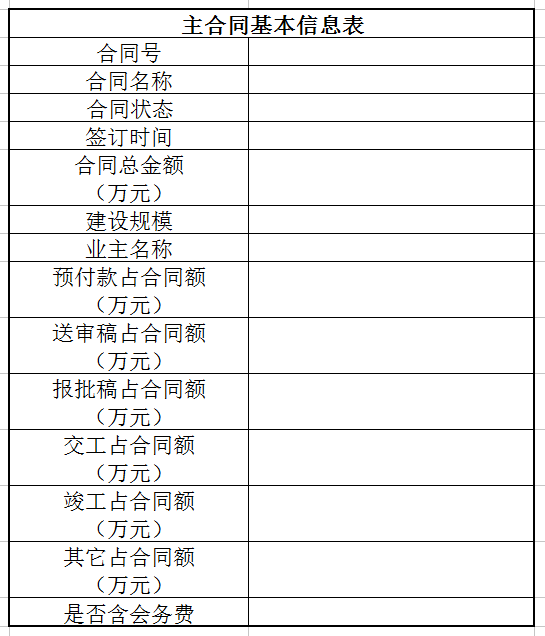 主合同基本信息表
合同号
合同名称
合同状态
签订时间
合同总金额
（万元）
建设规模
业主名称
预付款占合同额
（万元）
送审稿占合同额
（万元）
报批稿占合同额
（万元）
交工占合同额
（万元）
竣工占合同额
（万元）
其它占合同额
（万元）
是否含会务费